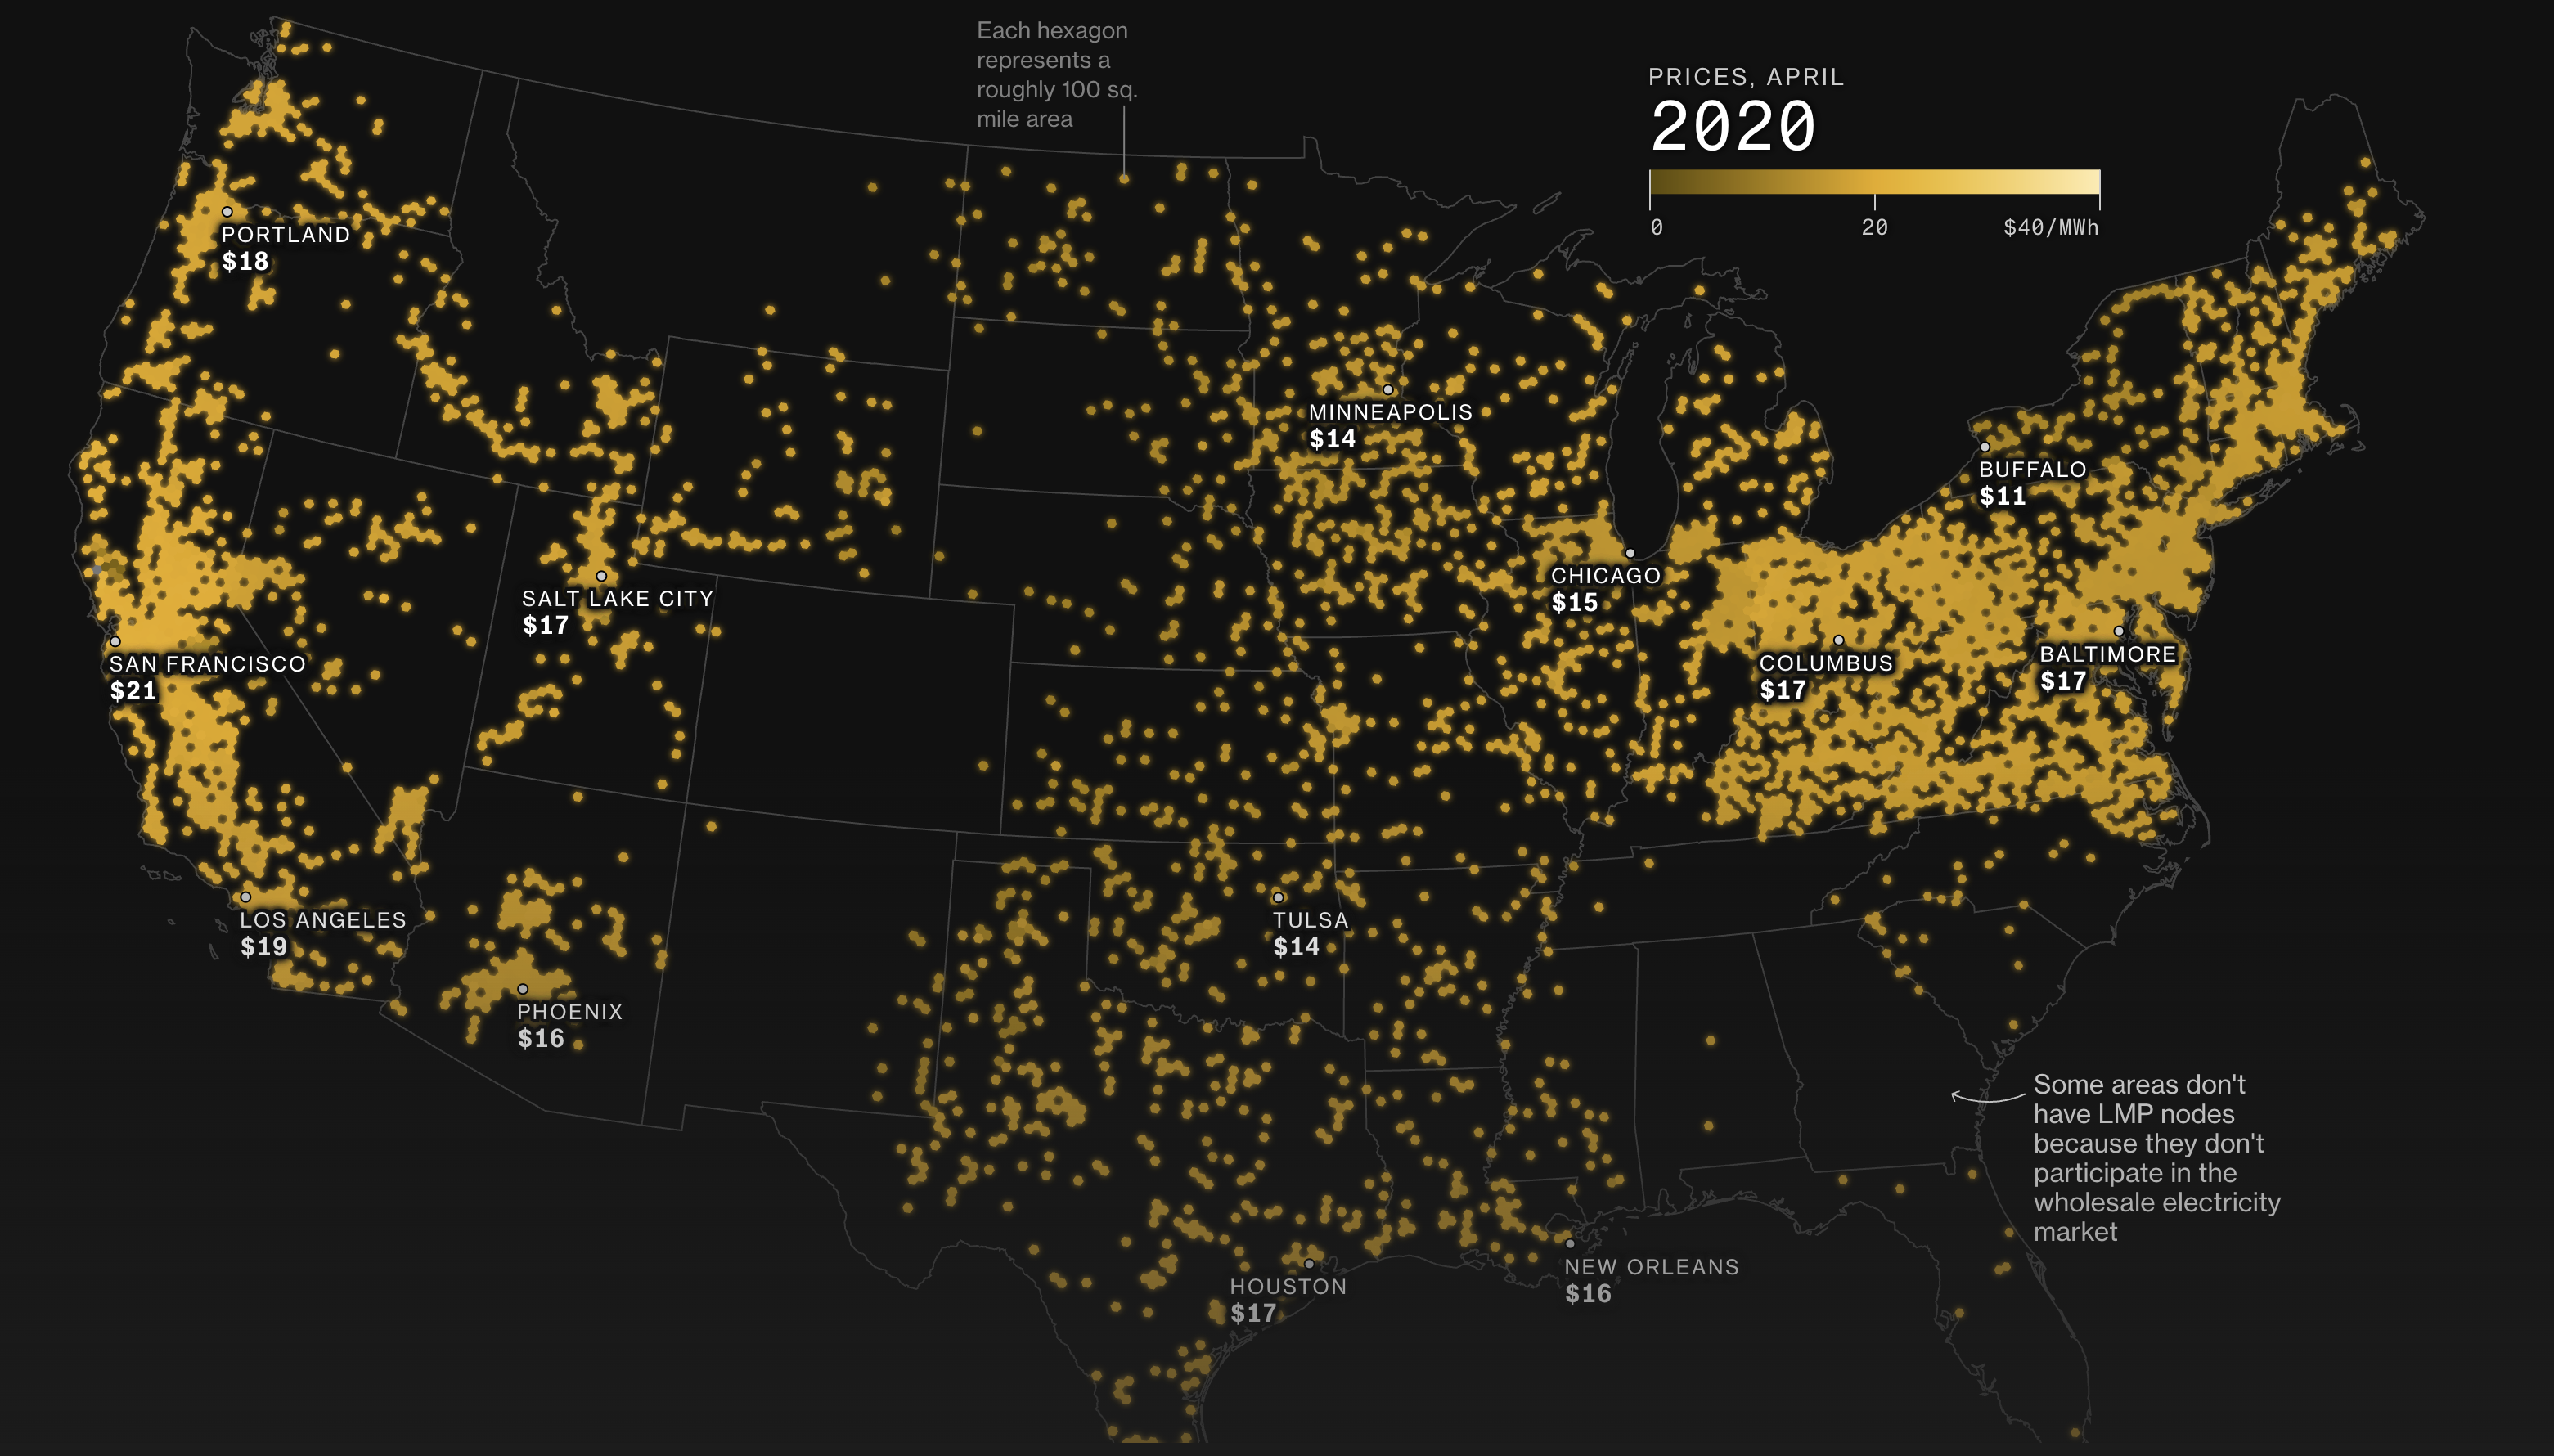 Each hexagon
represents a
roughly 100 sq.
mile area
PRICES, APRIL
2020
0 20 $40/MWh
PORTLAND
$18
MINNEAPOLIS
$14
BUFFALO
$11
CHICAGO
$15
SALT LAKE CITY
$17
SAN FRANCISCO
$21
COLUMBUS
$17
BALTIMORE
$17
LOS ANGELES
$19
TULSA
$14
PHOENIX
$16
Some areas don't
have LMP nodes
because they don't
participate in the
wholesale electricity
market
NEW ORLEANS
$16
HOUSTON
$17